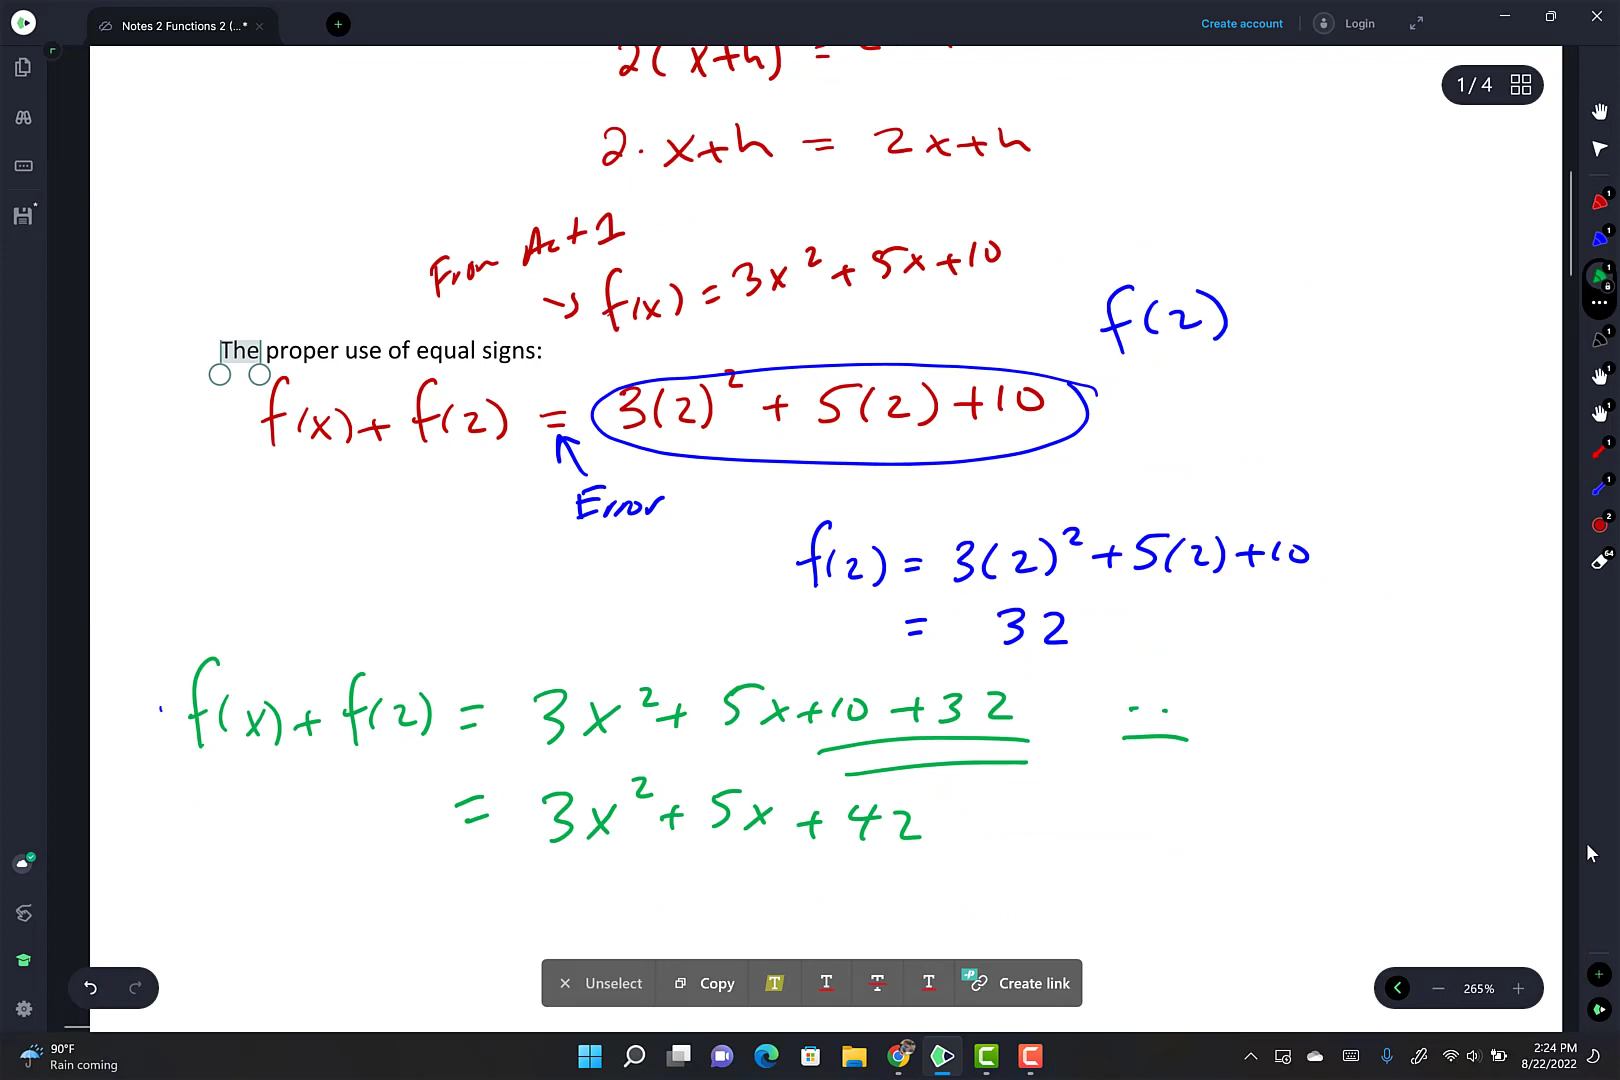 Notes 2 Functions 2 (...*
Create account
Login
2(x+h) =
1/4
2. x+h = 2x+h
From Act 1
→ f(x) = 3x² + 5x+10
f(2)
The proper use of equal signs:
f(x)+ f(2) = 3(2)² + 5(2)+10
Error
f(2) = 3(2)²+5(2)+10
= 32
f(x)+ f(2) = 3x²+ 5x+10 +32
= 3x²+ 5x + 42
Unselect
Copy
T
T
T
T
Create link
265%
90°F
Rain coming
2:24 PM
8/22/2022